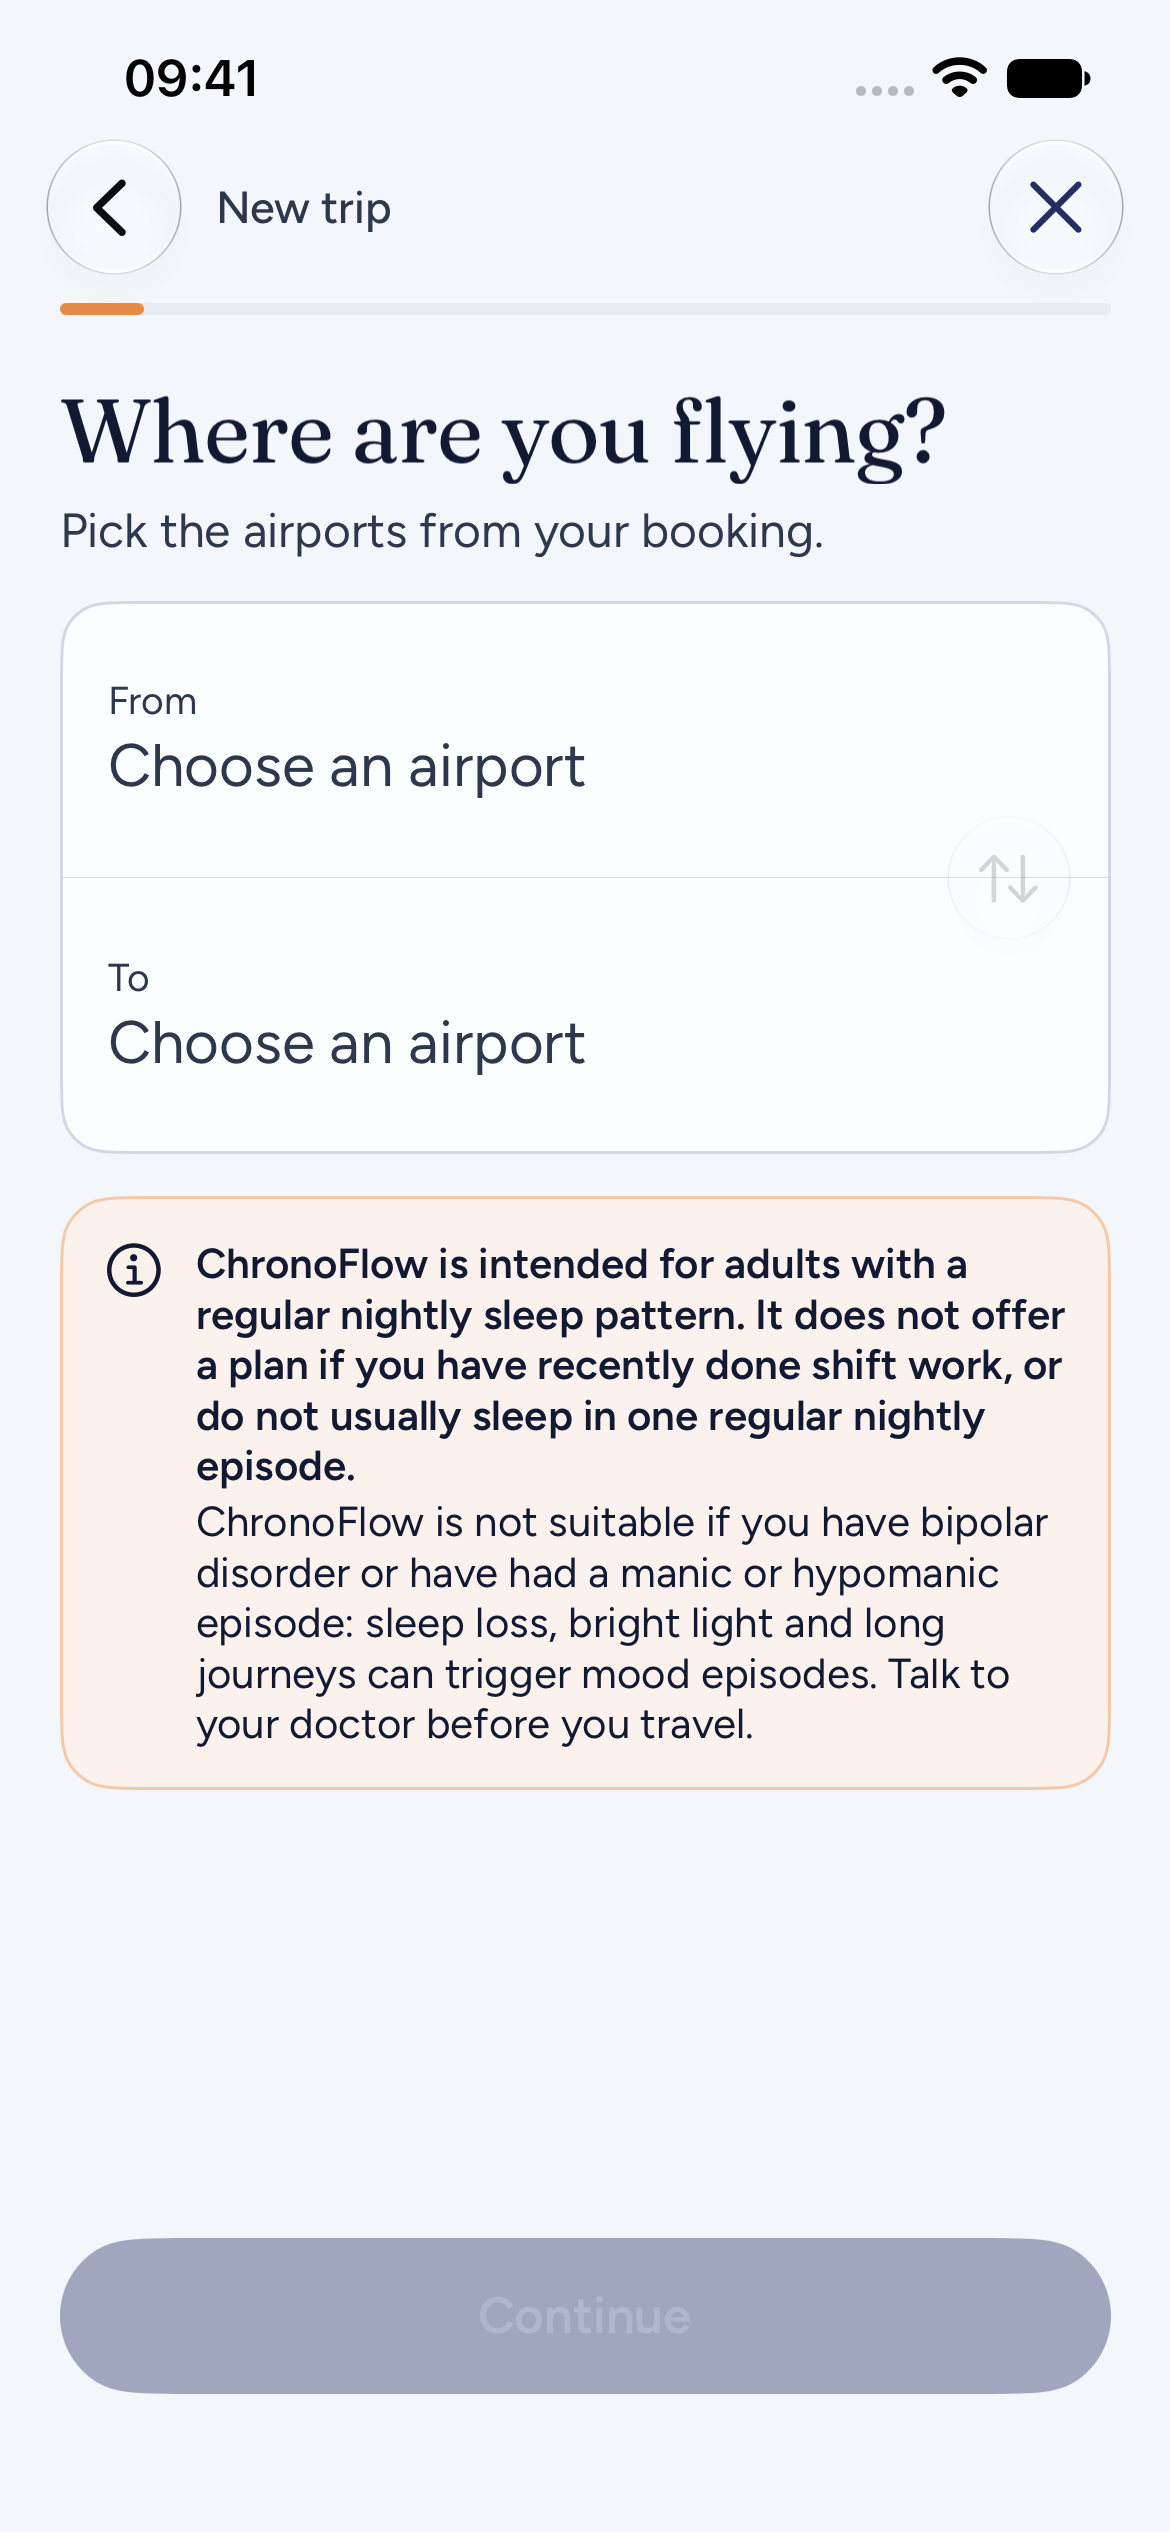 09:41
New trip
Where are you flying?
Pick the airports from your booking.
From
Choose an airport
To
Choose an airport
ChronoFlow is intended for adults with a
regular nightly sleep pattern. It does not offer
a plan if you have recently done shift work, or
do not usually sleep in one regular nightly
episode.
ChronoFlow is not suitable if you have bipolar
disorder or have had a manic or hypomanic
episode: sleep loss, bright light and long
journeys can trigger mood episodes. Talk to
your doctor before you travel.
Continue